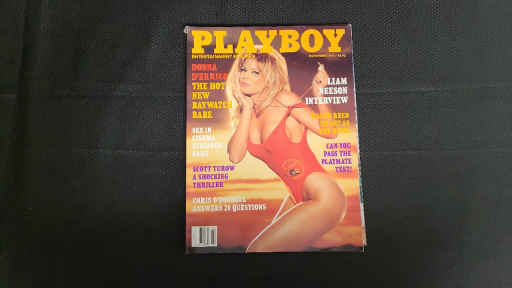 PLAYBOY
ENTERTAINMENT FOR MEN
DONNA
D'ERRICO
THE HOT
NEW
BAYWATCH
BABE
LIAM
NEESON
INTERVIEW
SEX IN
CINEMA
CAN YOU
PASS THE
PLAYMATE
TEST?
SCOTT TUROW
A SHOCKING
THRILLER
CHRIS O'DONNELL
ANSWERS 20 QUESTIONS